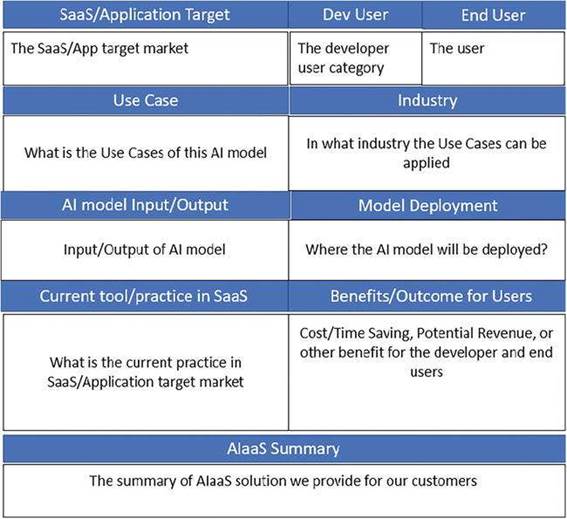 SaaS/Application Target
Dev User
End User
The SaaS/App target market
The developer
user category
The user
Use Case
Industry
What is the Use Cases of this AI model
In what industry the Use Cases can be
applied
AI model Input/Output
Model Deployment
Input/Output of AI model
Where the AI model will be deployed?
Current tool/practice in SaaS
Benefits/Outcome for Users
What is the current practice in
SaaS/Application target market
Cost/Time Saving, Potential Revenue, or
other benefit for the developer and end
users
AIaaS Summary
The summary of AIaaS solution we provide for our customers